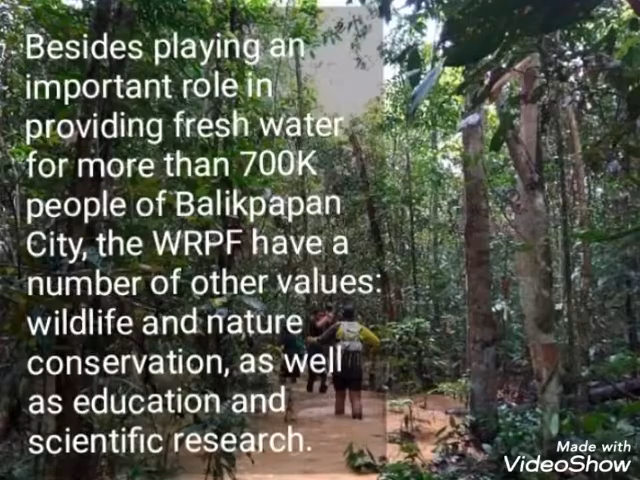 Besides playing an
important role in
providing fresh water
for more than 700K
people of Balikpapan
City, the WRPF have a
number of other values:
wildlife and nature
conservation, as well
as education and
scientific research.
Made with
VideoShow